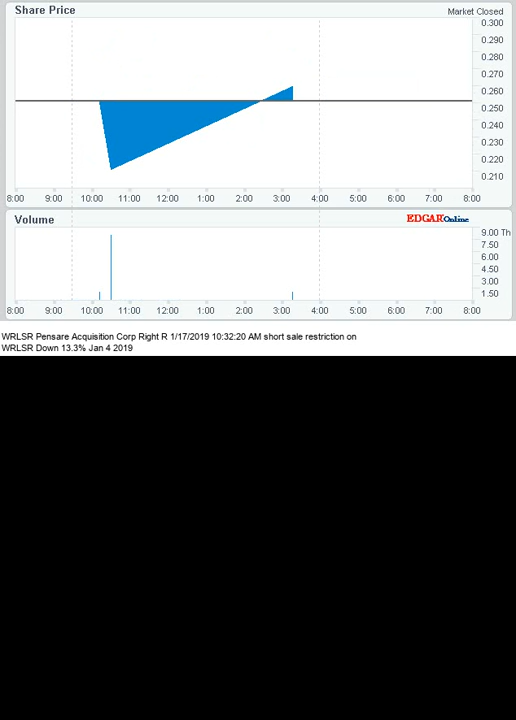 Share Price
Market Closed
0.300
0.290
0.280
0.270
0.260
0.250
0.240
0.230
0.220
0.210
8:00 9:00 10:00 11:00 12:00 1:00 2:00 3:00 4:00 5:00 6:00 7:00 8:00
Volume
EDGAR Online
9.00 Th
7.50
6.00
4.50
3.00
1.50
8:00 9:00 10:00 11:00 12:00 1:00 2:00 3:00 4:00 5:00 6:00 7:00 8:00
WRLSR Pensare Acquisition Corp Right R 1/17/2019 10:32:20 AM short sale restriction on
WRLSR Down 13.3% Jan 4 2019